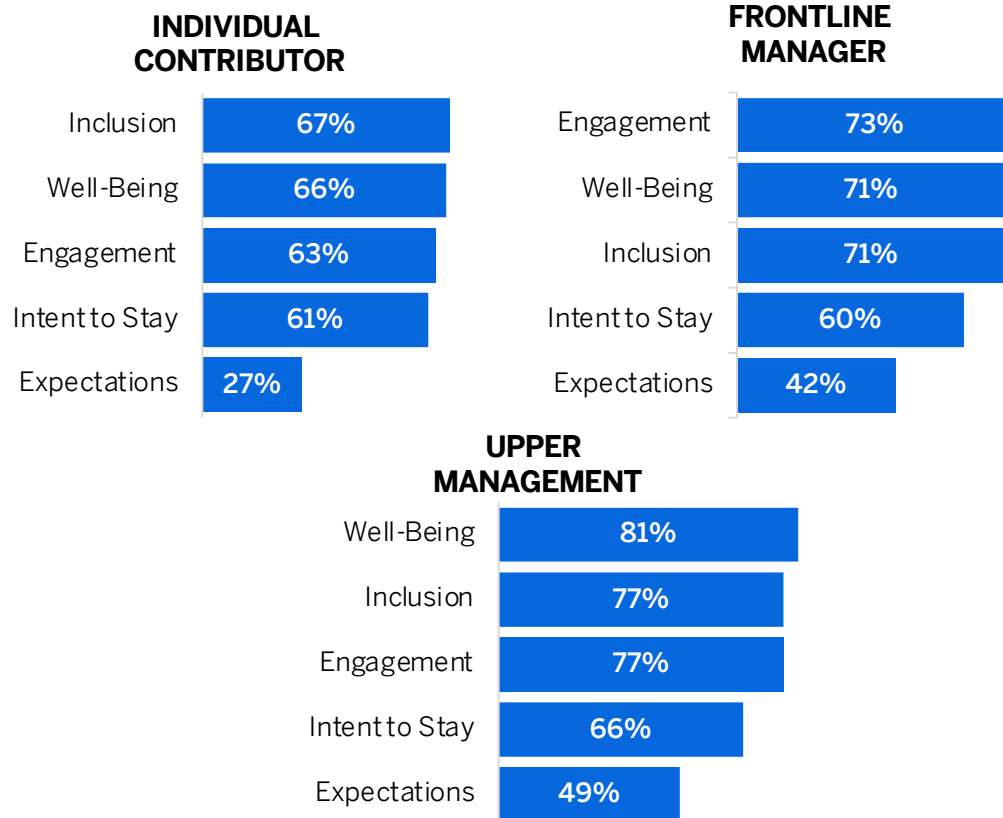 INDIVIDUAL
CONTRIBUTOR
Inclusion 67%
Well-Being 66%
Engagement 63%
Intent to Stay 61%
Expectations 27%
FRONTLINE
MANAGER
Engagement 73%
Well-Being 71%
Inclusion 71%
Intent to Stay 60%
Expectations 42%
UPPER
MANAGEMENT
Well-Being 81%
Inclusion 77%
Engagement 77%
Intent to Stay 66%
Expectations 49%